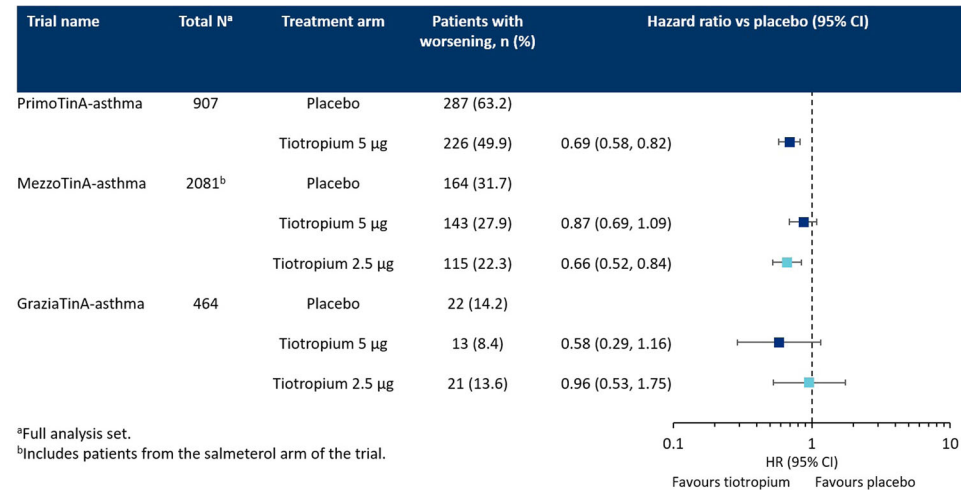 Trial name Total Nᵃ Treatment arm Patients with worsening, n (%) Hazard ratio vs placebo (95% CI)
PrimoTinA-asthma 907 Placebo 287 (63.2)
Tiotropium 5 µg 226 (49.9) 0.69 (0.58, 0.82)
MezzoTinA-asthma 2081ᵇ Placebo 164 (31.7)
Tiotropium 5 µg 143 (27.9) 0.87 (0.69, 1.09)
Tiotropium 2.5 µg 115 (22.3) 0.66 (0.52, 0.84)
GraziaTinA-asthma 464 Placebo 22 (14.2)
Tiotropium 5 µg 13 (8.4) 0.58 (0.29, 1.16)
Tiotropium 2.5 µg 21 (13.6) 0.96 (0.53, 1.75)
ᵃFull analysis set.
ᵇIncludes patients from the salmeterol arm of the trial.
0.1 1 10
HR (95% CI)
Favours tiotropium Favours placebo